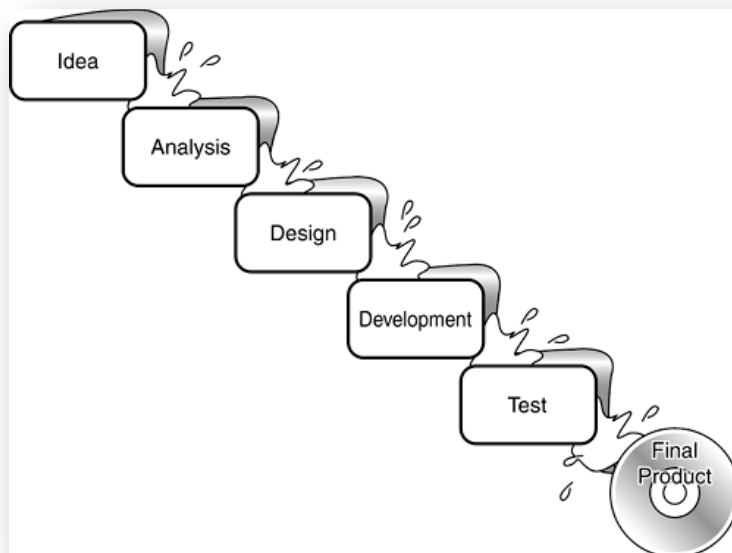 Idea
Analysis
Design
Development
Test
Final
Product